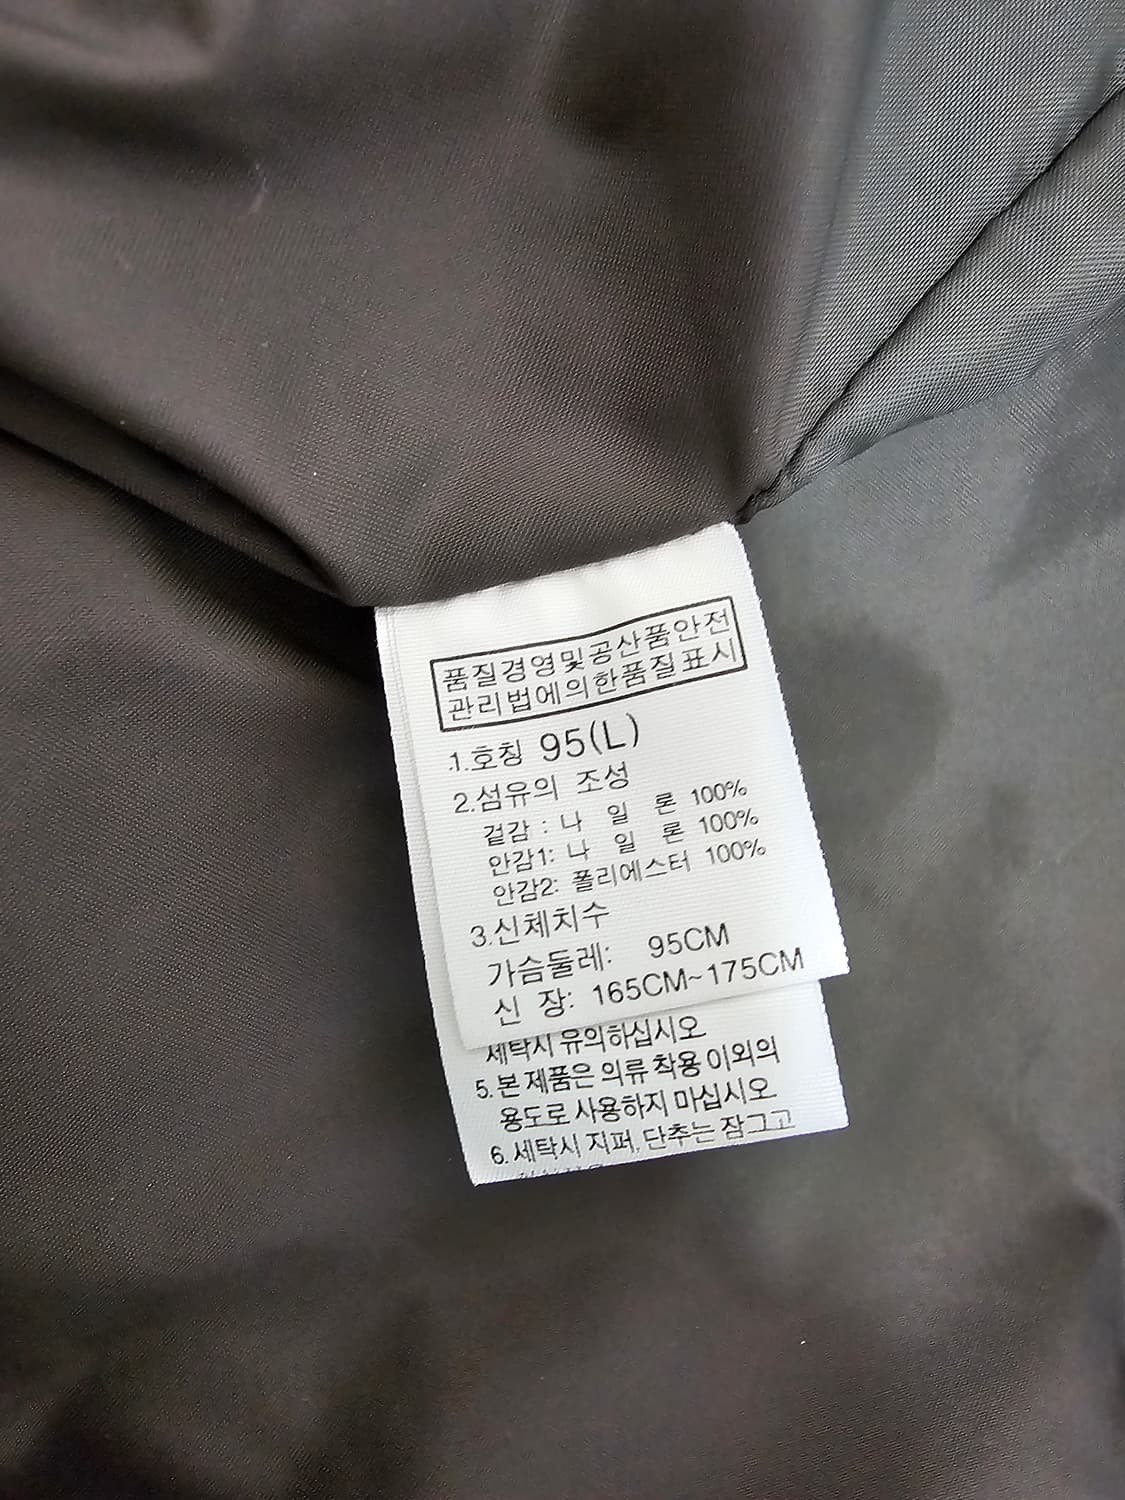 품질경영및공산품안전
관리법에의한품질표시
1.호칭 95(L)
2.섬유의 조성
겉감 : 나 일 론 100%
안감1: 나 일 론 100%
안감2: 폴리에스터 100%
3.신체치수
가슴둘레: 95CM
신 장: 165CM~175CM
세탁시 유의하십시오
5.본 제품은 의류 착용 이외의
용도로 사용하지 마십시오
6.세탁시 지퍼, 단추는 잠그고